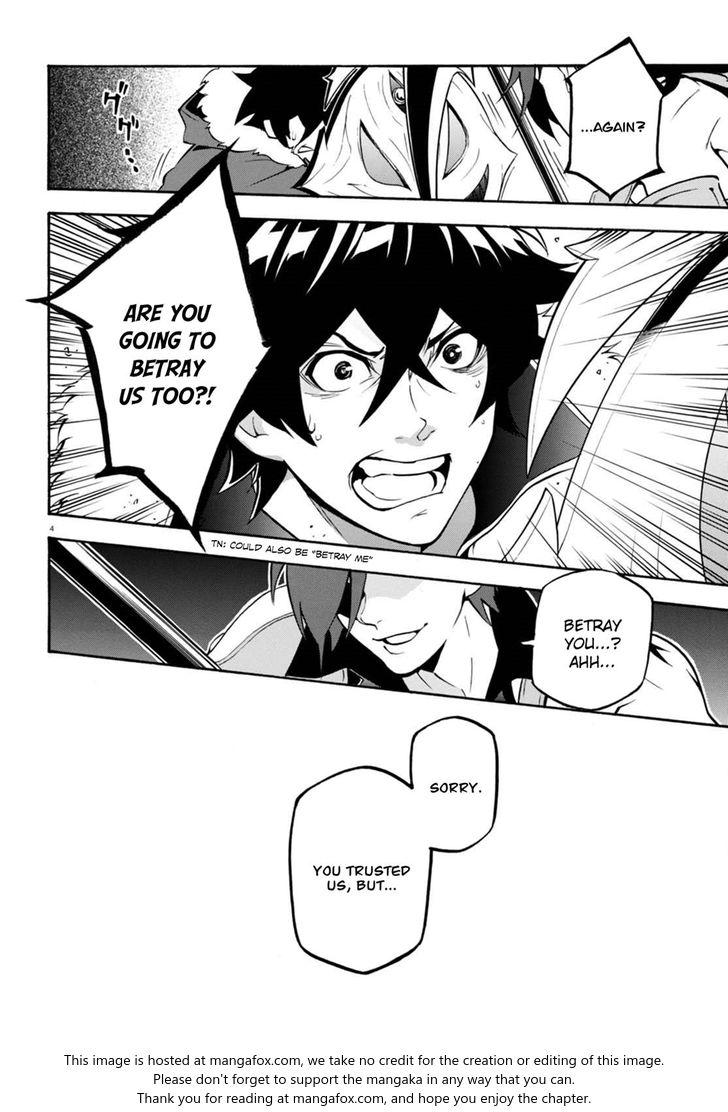 ...AGAIN?
ゲゲ...
ARE YOU
GOING TO
BETRAY
US TOO?!
4
TN: COULD ALSO BE "BETRAY ME"
BETRAY
YOU...?
AHH...
SORRY.
YOU TRUSTED
US, BUT...
This image is hosted at mangafox.com, we take no credit for the creation or editing of this image.
Please don't forget to support the mangaka in any way that you can.
Thank you for reading at mangafox.com, and hope you enjoy the chapter.